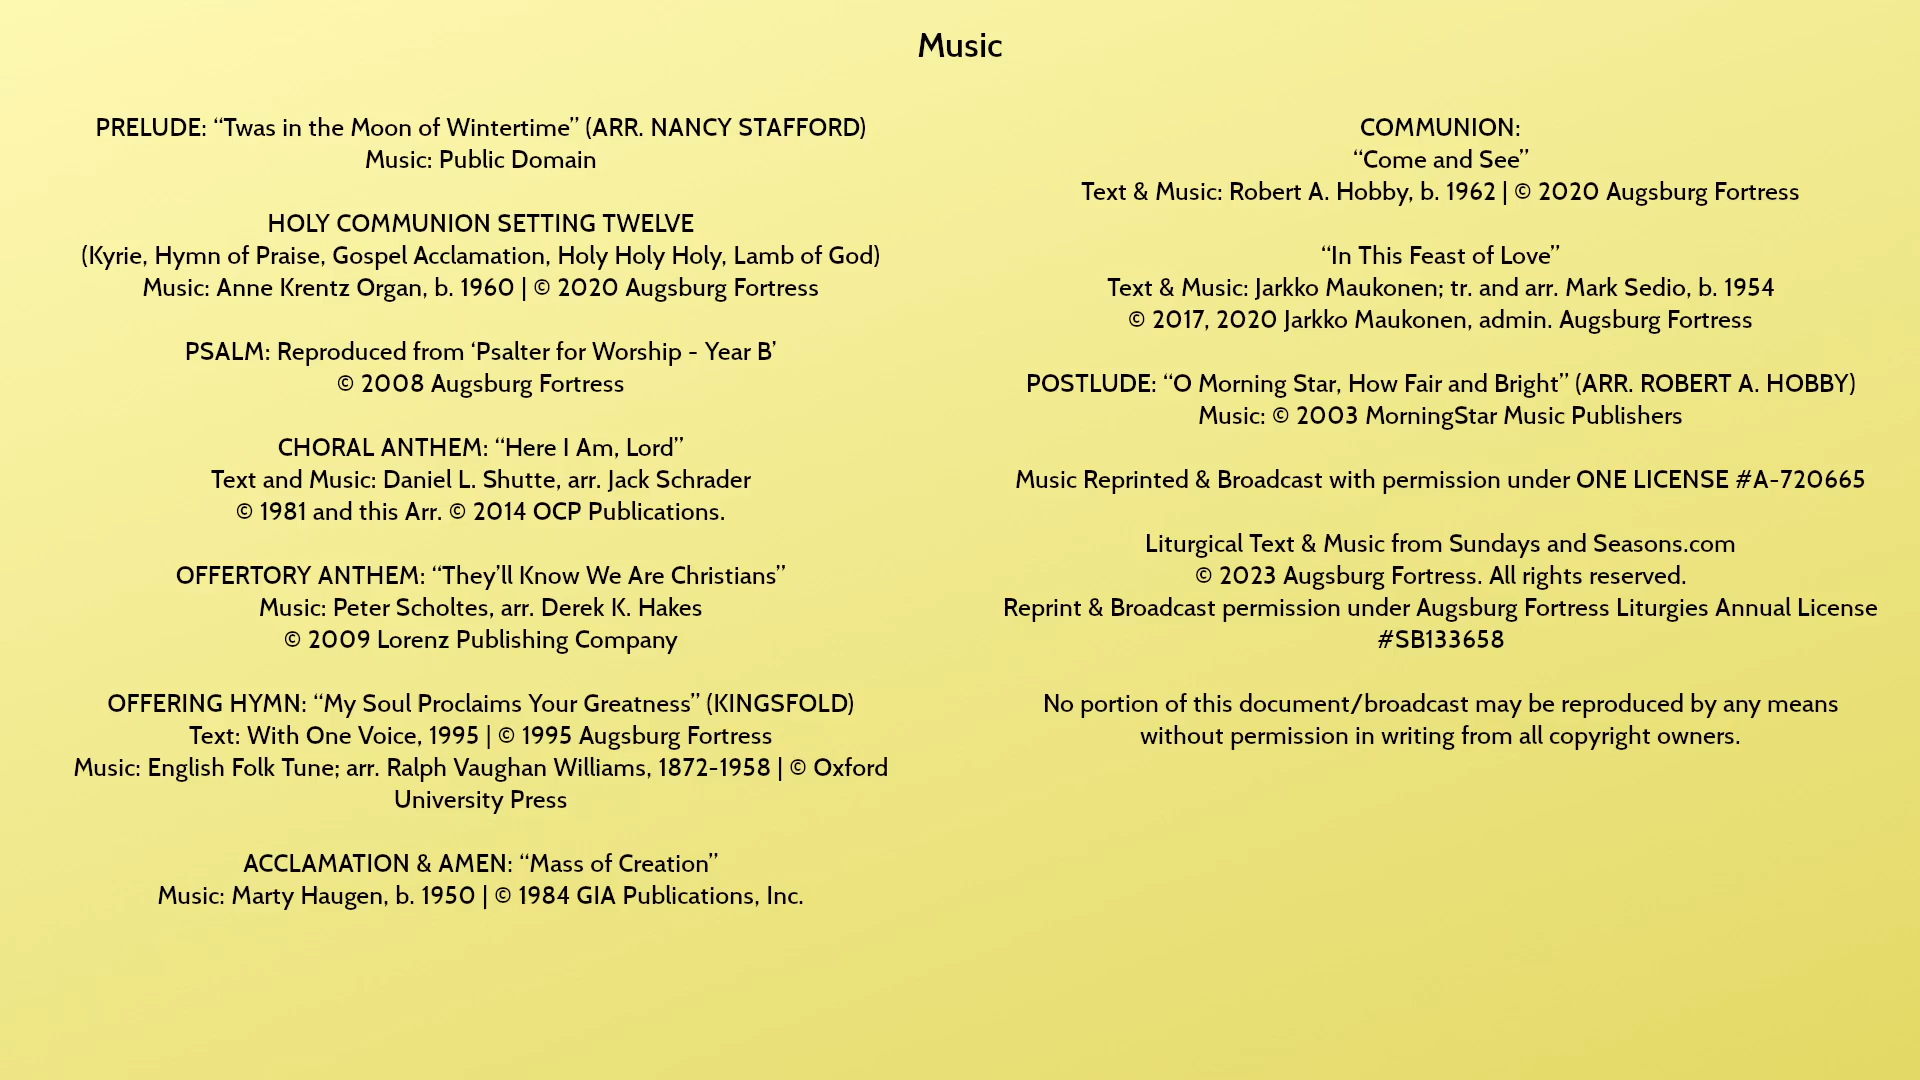 Music
PRELUDE: “Twas in the Moon of Wintertime” (ARR. NANCY STAFFORD)
Music: Public Domain
HOLY COMMUNION SETTING TWELVE
(Kyrie, Hymn of Praise, Gospel Acclamation, Holy Holy Holy, Lamb of God)
Music: Anne Krentz Organ, b. 1960 | © 2020 Augsburg Fortress
PSALM: Reproduced from ‘Psalter for Worship - Year B’
© 2008 Augsburg Fortress
CHORAL ANTHEM: “Here I Am, Lord”
Text and Music: Daniel L. Shutte, arr. Jack Schrader
© 1981 and this Arr. © 2014 OCP Publications.
OFFERTORY ANTHEM: “They’ll Know We Are Christians”
Music: Peter Scholtes, arr. Derek K. Hakes
© 2009 Lorenz Publishing Company
OFFERING HYMN: “My Soul Proclaims Your Greatness” (KINGSFOLD)
Text: With One Voice, 1995 | © 1995 Augsburg Fortress
Music: English Folk Tune; arr. Ralph Vaughan Williams, 1872-1958 | © Oxford
University Press
ACCLAMATION & AMEN: “Mass of Creation”
Music: Marty Haugen, b. 1950 | © 1984 GIA Publications, Inc.
COMMUNION:
“Come and See”
Text & Music: Robert A. Hobby, b. 1962 | © 2020 Augsburg Fortress
“In This Feast of Love”
Text & Music: Jarkko Maukonen; tr. and arr. Mark Sedio, b. 1954
© 2017, 2020 Jarkko Maukonen, admin. Augsburg Fortress
POSTLUDE: “O Morning Star, How Fair and Bright” (ARR. ROBERT A. HOBBY)
Music: © 2003 MorningStar Music Publishers
Music Reprinted & Broadcast with permission under ONE LICENSE #A-720665
Liturgical Text & Music from Sundays and Seasons.com
© 2023 Augsburg Fortress. All rights reserved.
Reprint & Broadcast permission under Augsburg Fortress Liturgies Annual License
#SB133658
No portion of this document/broadcast may be reproduced by any means
without permission in writing from all copyright owners.